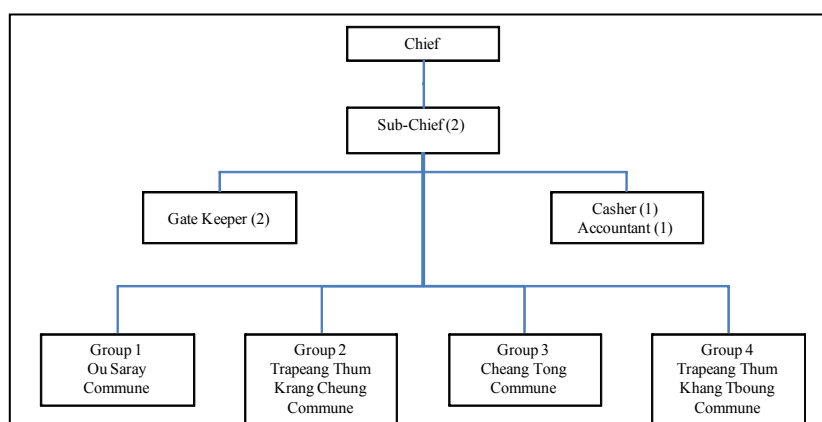 Chief
Sub-Chief (2)
Gate Keeper (2)
Casher (1)
Accountant (1)
Group 1
Ou Saray
Commune
Group 2
Trapeang Thum
Krang Cheung
Commune
Group 3
Cheang Tong
Commune
Group 4
Trapeang Thum
Khang Tboung
Commune